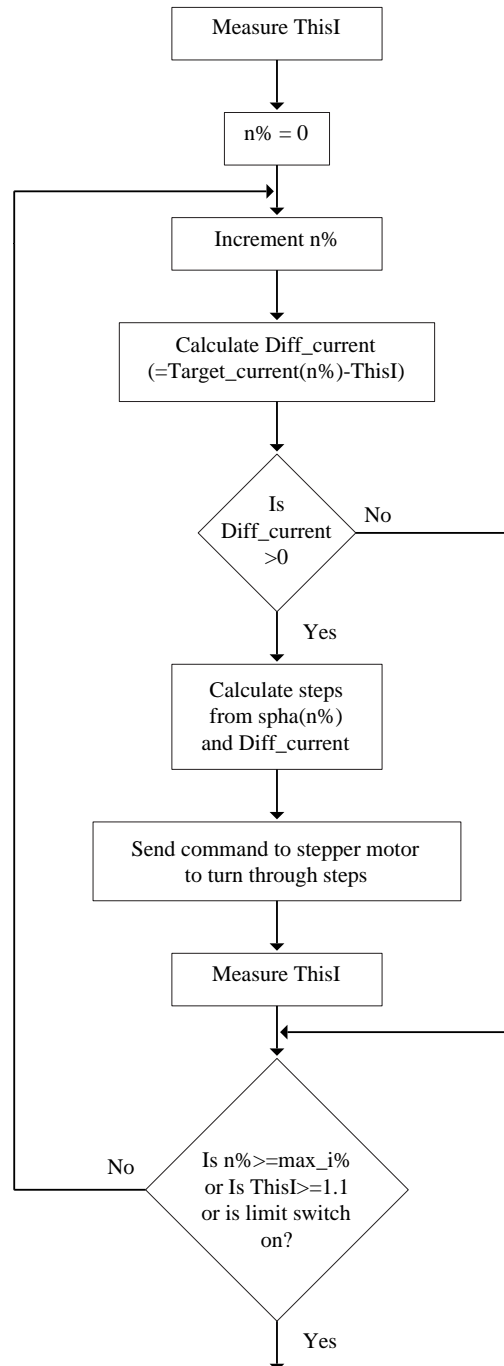 Measure ThisI
n% = 0
Increment n%
Calculate Diff_current
(=Target_current(n%)-ThisI)
Is
Diff_current
>0
No
Yes
Calculate steps
from spha(n%)
and Diff_current
Send command to stepper motor
to turn through steps
Measure ThisI
No
Is n%>=max_i%
or Is ThisI>=1.1
or is limit switch
on?
Yes